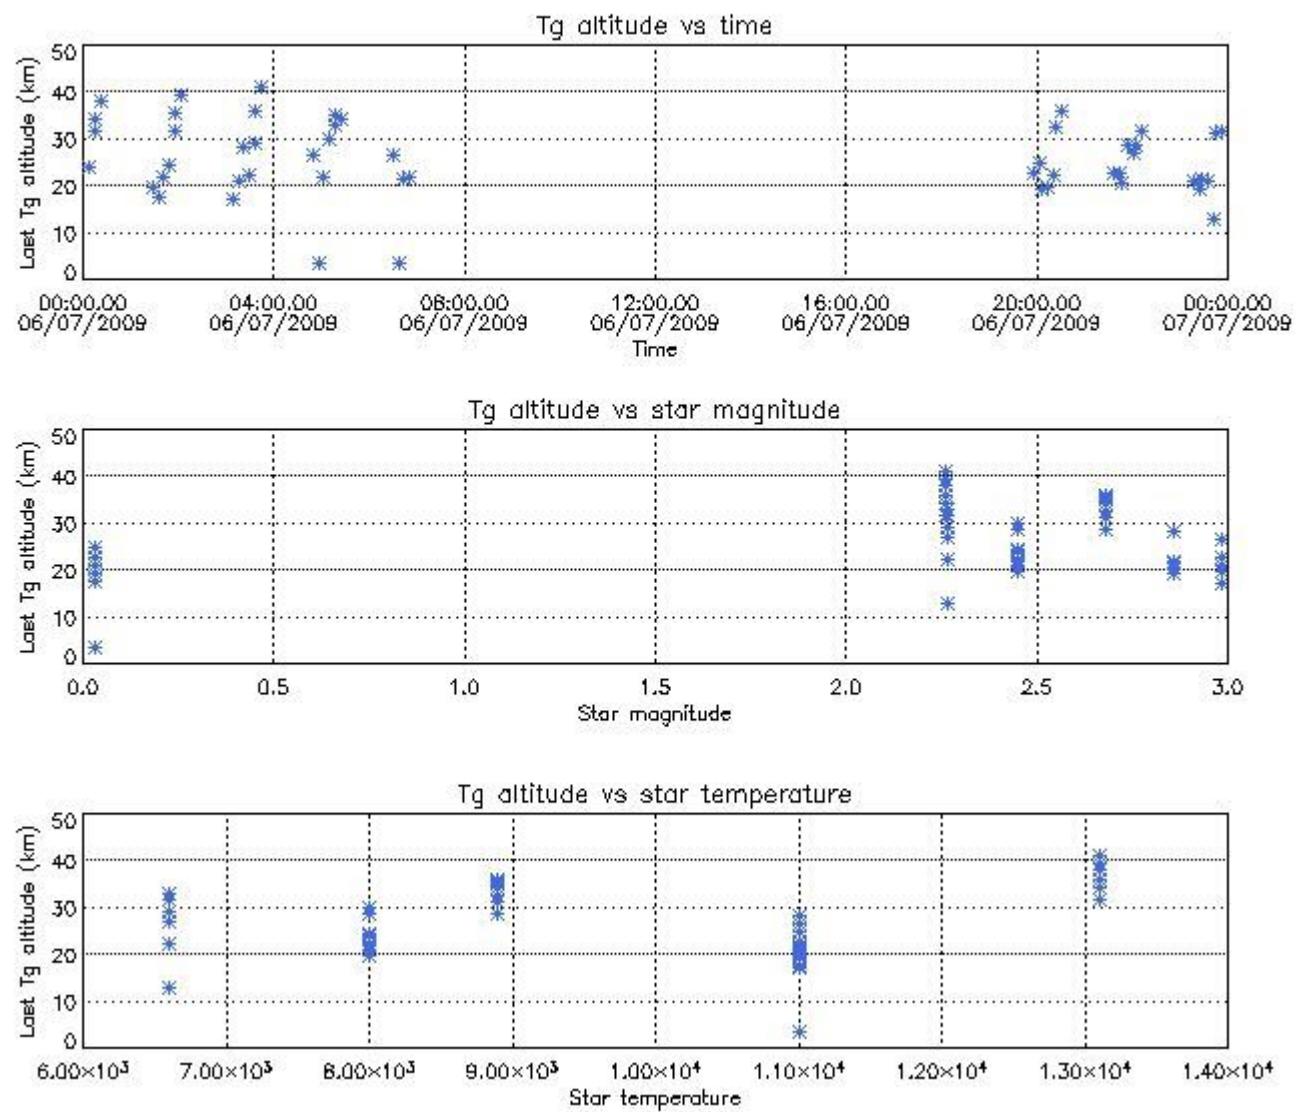 Tg altitude vs time
Last Tg altitude (km)
50
40
30
20
10
0
00:00.00 04:00.00 08:00.00 12:00.00 16:00.00 20:00.00 00:00.00
06/07/2009 06/07/2009 06/07/2009 06/07/2009 06/07/2009 06/07/2009 07/07/2009
Time
Tg altitude vs star magnitude
Last Tg altitude (km)
50
40
30
20
10
0
0.0 0.5 1.0 1.5 2.0 2.5 3.0
Star magnitude
Tg altitude vs star temperature
Last Tg altitude (km)
50
40
30
20
10
0
6.00×10³ 7.00×10³ 8.00×10³ 9.00×10³ 1.00×10⁴ 1.10×10⁴ 1.20×10⁴ 1.30×10⁴ 1.40×10⁴
Star temperature